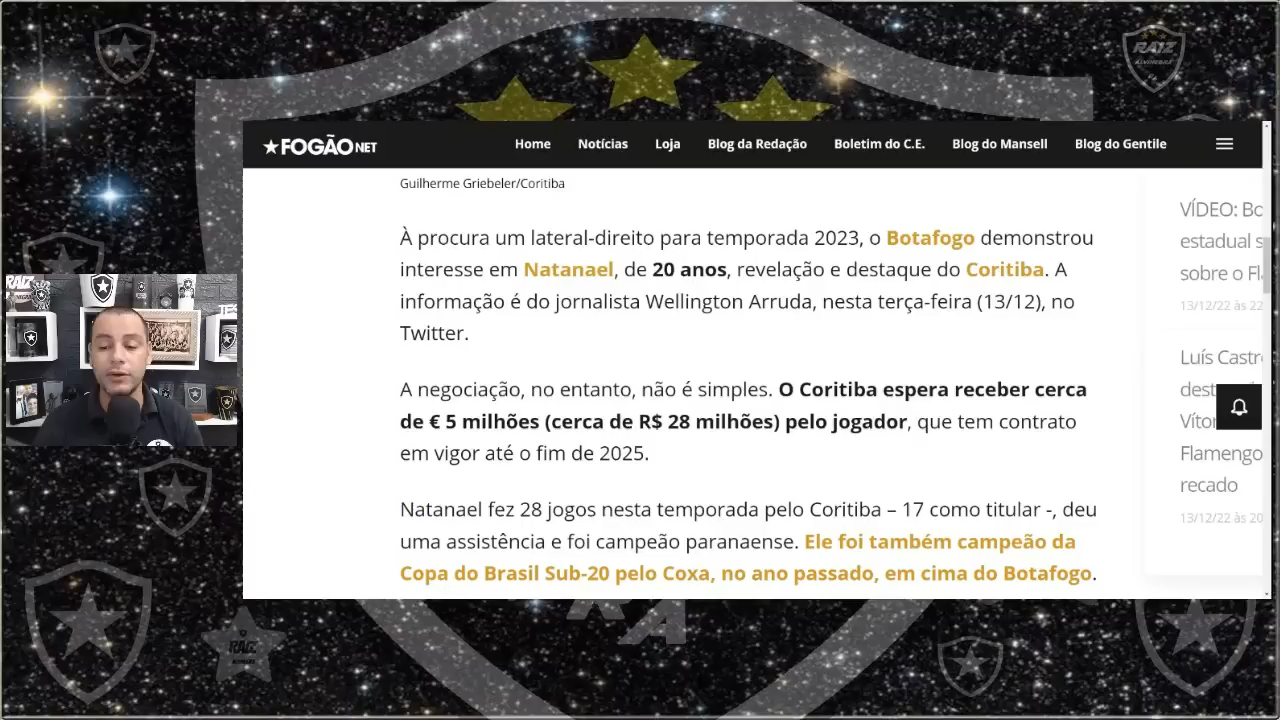 RAIZ
ALVINEGRA
★FOGÃO NET
Home
Notícias
Loja
Blog da Redação
Boletim do C.E.
Blog do Mansell
Blog do Gentile
Guilherme Griebeler/Coritiba
À procura um lateral-direito para temporada 2023, o Botafogo demonstrou
interesse em Natanael, de 20 anos, revelação e destaque do Coritiba. A
informação é do jornalista Wellington Arruda, nesta terça-feira (13/12), no
Twitter.
A negociação, no entanto, não é simples. O Coritiba espera receber cerca
de € 5 milhões (cerca de R$ 28 milhões) pelo jogador, que tem contrato
em vigor até o fim de 2025.
Natanael fez 28 jogos nesta temporada pelo Coritiba – 17 como titular -, deu
uma assistência e foi campeão paranaense. Ele foi também campeão da
Copa do Brasil Sub-20 pelo Coxa, no ano passado, em cima do Botafogo.
VÍDEO: Bo
estadual s
sobre o Fl
13/12/22 às 22
Luís Castr
dest
Vítor
Flamengo
recado
13/12/22 às 20
RAIZ
RA
RAIZ